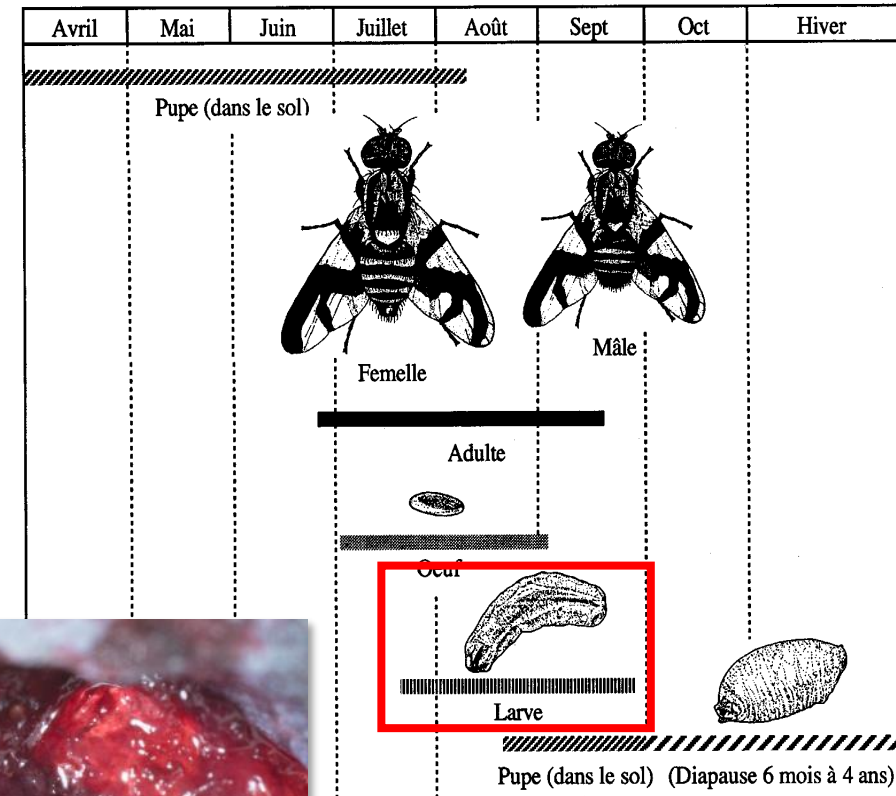 Avril Mai Juin Juillet Août Sept Oct Hiver
Pupe (dans le sol)
Mâle
Femelle
Adulte
Oeuf
Larve
Pupe (dans le sol) (Diapause 6 mois à 4 ans)